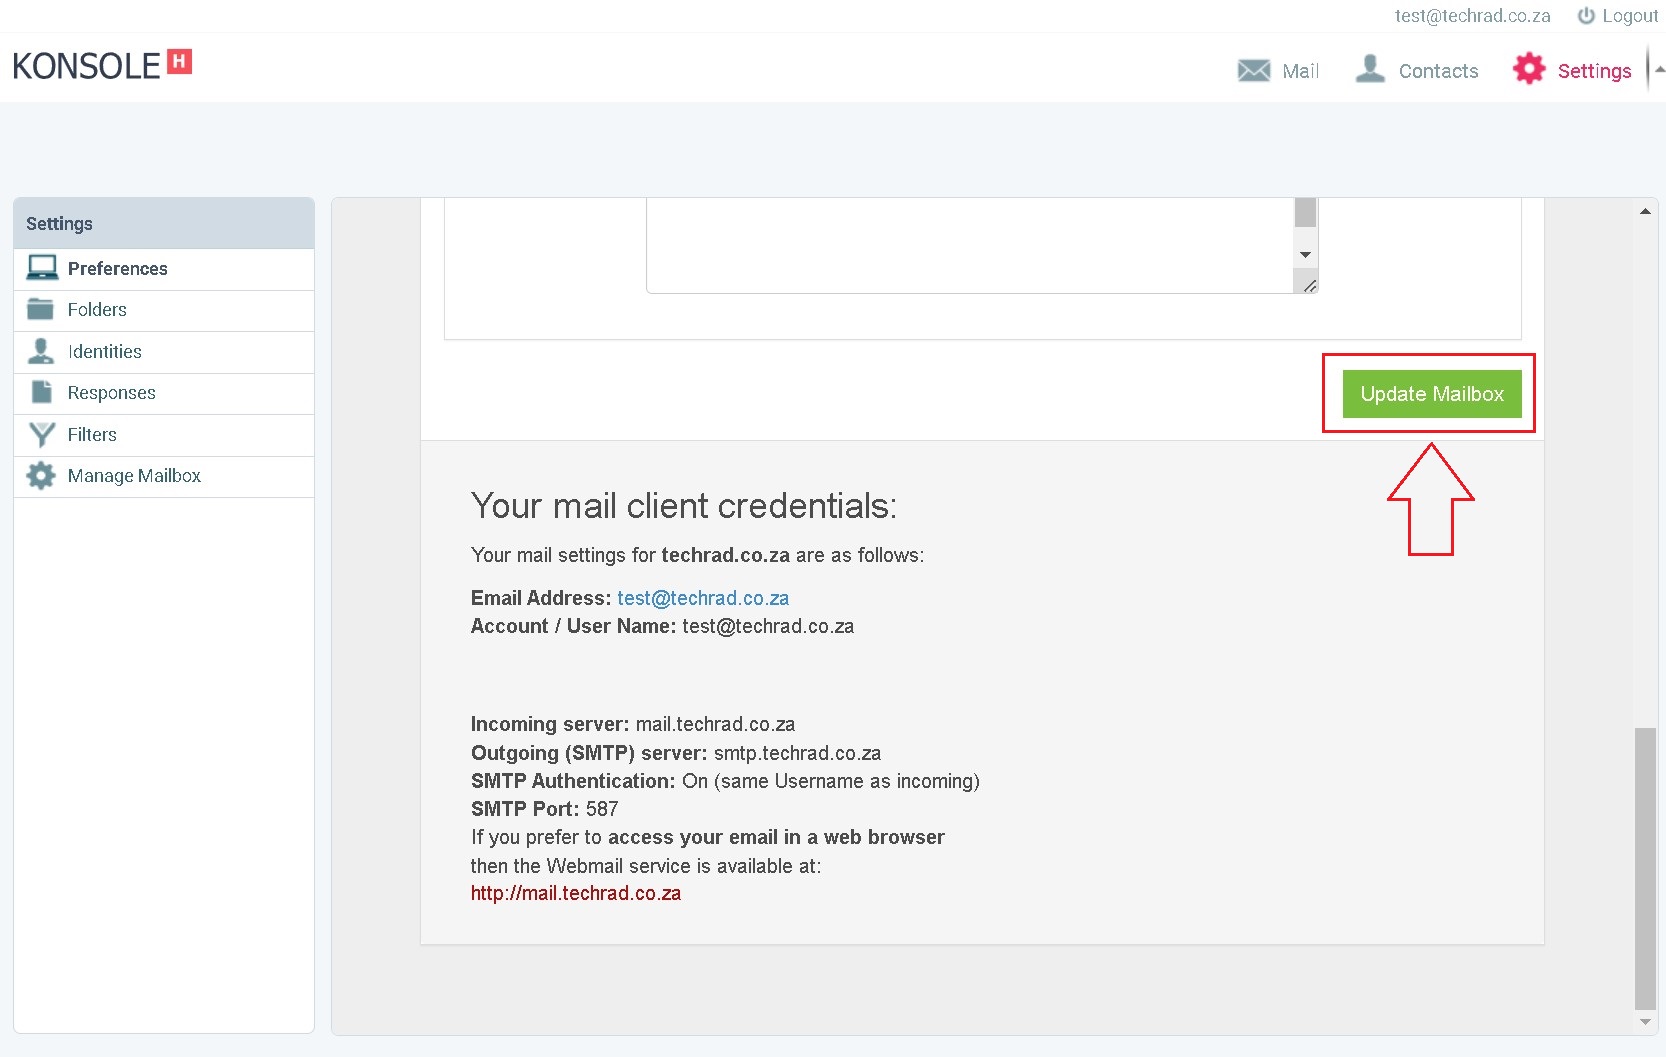 test@techrad.co.za Logout
KONSOLE H
Mail Contacts Settings
Settings
Preferences
Folders
Identities
Responses
Filters
Manage Mailbox
Update Mailbox
Your mail client credentials:
Your mail settings for techrad.co.za are as follows:
Email Address: test@techrad.co.za
Account / User Name: test@techrad.co.za
Incoming server: mail.techrad.co.za
Outgoing (SMTP) server: smtp.techrad.co.za
SMTP Authentication: On (same Username as incoming)
SMTP Port: 587
If you prefer to access your email in a web browser
then the Webmail service is available at:
http://mail.techrad.co.za